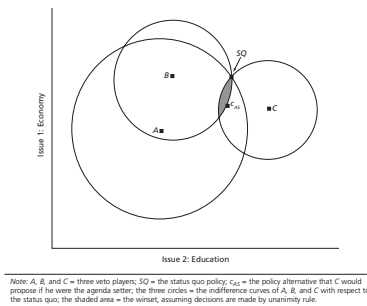 SQ
B
c AS
C
A
Issue 1: Economy
Issue 2: Education
Note: A, B, and C = three veto players; SQ = the status quo policy; cAS = the policy alternative that C would
propose if he were the agenda setter; the three circles = the indifference curves of A, B, and C with respect to
the status quo; the shaded area = the winset, assuming decisions are made by unanimity rule.